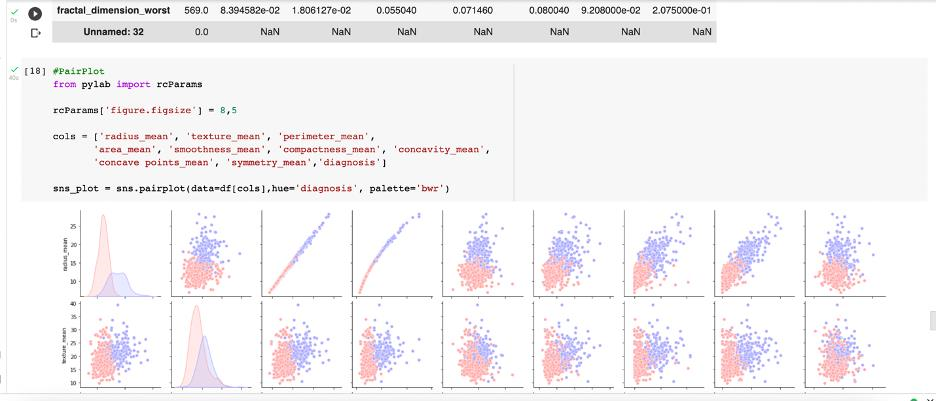 fractal_dimension_worst 569.0 8.394582e-02 1.806127e-02 0.055040 0.071460 0.080040 9.208000e-02 2.075000e-01
0s
Unnamed: 32 0.0 NaN NaN NaN NaN NaN NaN NaN
[18] #PairPlot
40s
from pylab import rcParams
rcParams['figure.figsize'] = 8,5
cols = ['radius_mean', 'texture_mean', 'perimeter_mean',
'area_mean', 'smoothness_mean', 'compactness_mean', 'concavity_mean',
'concave points_mean', 'symmetry_mean','diagnosis']
sns_plot = sns.pairplot(data=df[cols],hue='diagnosis', palette='bwr')
radius_mean
25
20
15
10
texture_mean
40
35
30
25
20
15
10